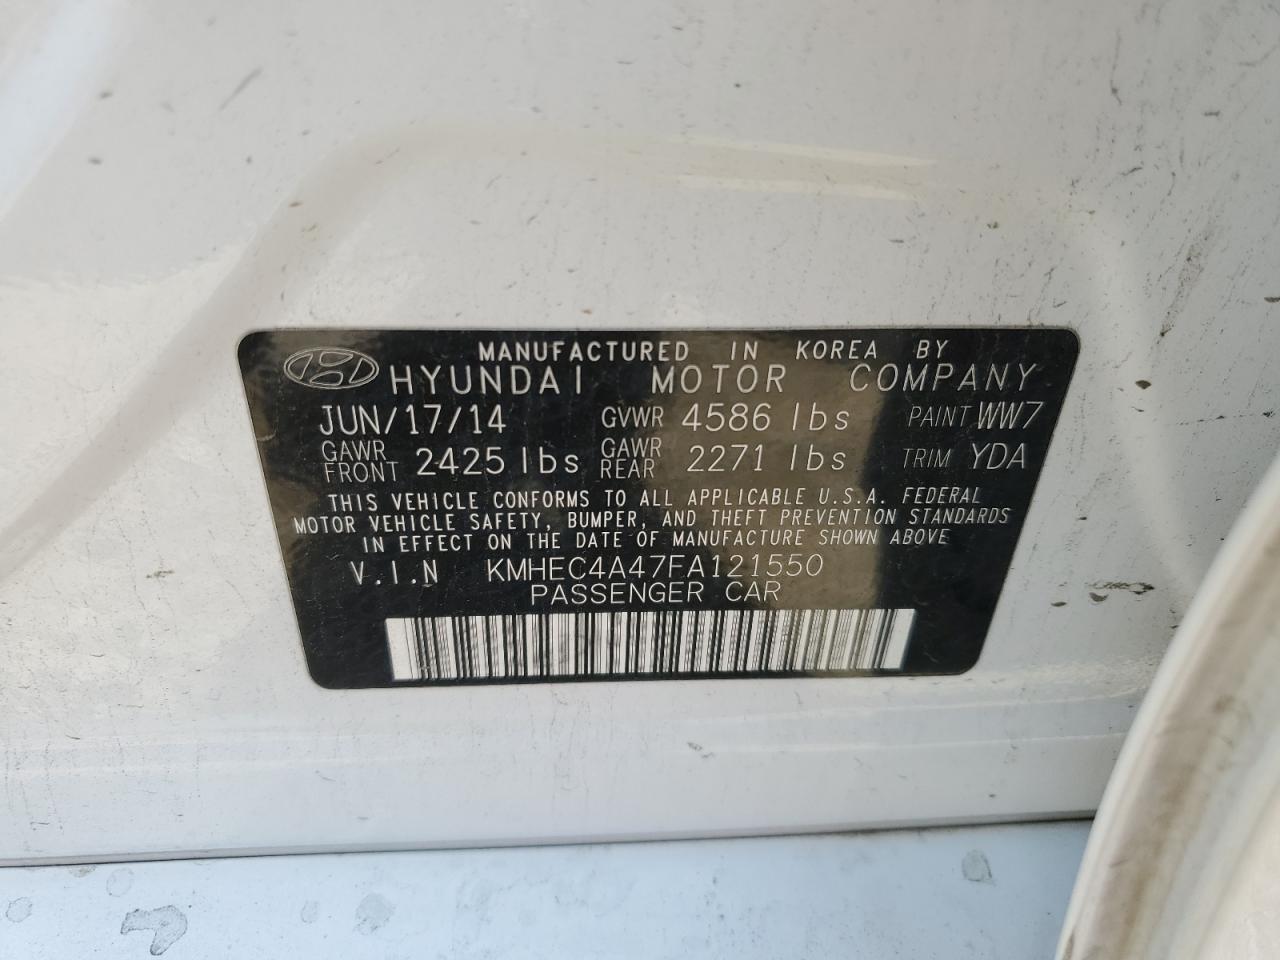 MANUFACTURED IN KOREA BY
HYUNDAI MOTOR COMPANY
JUN/17/14 GVWR 4586 lbs PAINT WW7
GAWR FRONT 2425 lbs GAWR REAR 2271 lbs TRIM YDA
THIS VEHICLE CONFORMS TO ALL APPLICABLE U.S.A. FEDERAL
MOTOR VEHICLE SAFETY, BUMPER, AND THEFT PREVENTION STANDARDS
IN EFFECT ON THE DATE OF MANUFACTURE SHOWN ABOVE
V.I.N KMHEC4A47FA121550
PASSENGER CAR